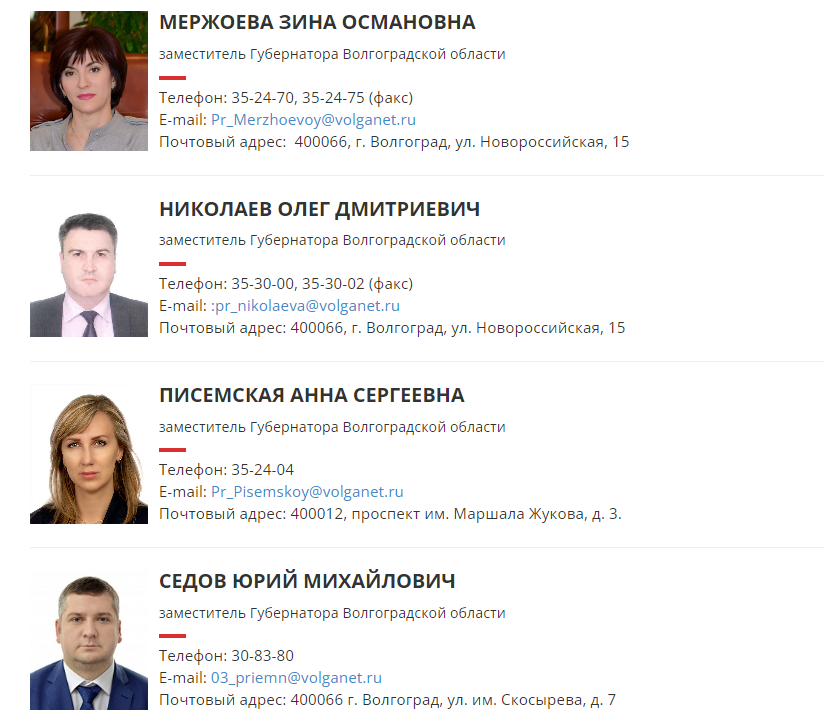 МЕРЖОЕВА ЗИНА ОСМАНОВНА
заместитель Губернатора Волгоградской области
Телефон: 35-24-70, 35-24-75 (факс)
E-mail: Pr_Merzhoevoy@volganet.ru
Почтовый адрес:  400066, г. Волгоград, ул. Новороссийская, 15
НИКОЛАЕВ ОЛЕГ ДМИТРИЕВИЧ
заместитель Губернатора Волгоградской области
Телефон: 35-30-00, 35-30-02 (факс)
E-mail: :pr_nikolaeva@volganet.ru
Почтовый адрес: 400066, г. Волгоград, ул. Новороссийская, 15
ПИСЕМСКАЯ АННА СЕРГЕЕВНА
заместитель Губернатора Волгоградской области
Телефон: 35-24-04
E-mail: Pr_Pisemskoy@volganet.ru
Почтовый адрес: 400012, проспект им. Маршала Жукова, д. 3.
СЕДОВ ЮРИЙ МИХАЙЛОВИЧ
заместитель Губернатора Волгоградской области
Телефон: 30-83-80
E-mail: 03_priemn@volganet.ru
Почтовый адрес: 400066 г. Волгоград, ул. им. Скосырева, д. 7